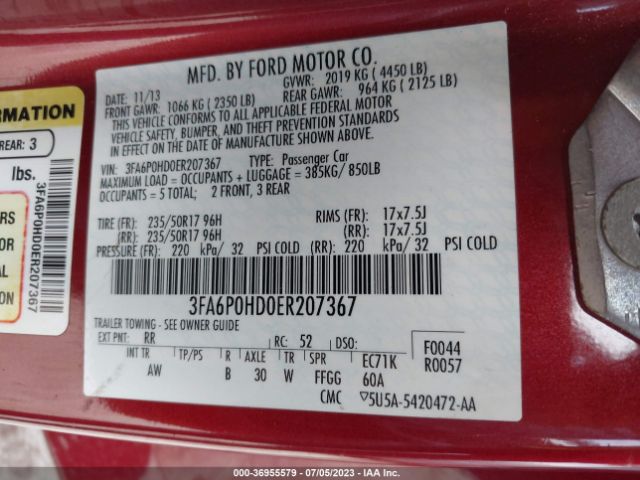 MFD. BY FORD MOTOR CO.
DATE: 11/13 GVWR: 2019 KG ( 4450 LB)
FRONT GAWR: 1066 KG ( 2350 LB) REAR GAWR: 964 KG ( 2125 LB)
THIS VEHICLE CONFORMS TO ALL APPLICABLE FEDERAL MOTOR
VEHICLE SAFETY, BUMPER, AND THEFT PREVENTION STANDARDS
IN EFFECT ON THE DATE OF MANUFACTURE SHOWN ABOVE.
VIN: 3FA6P0HD0ER207367 TYPE: Passenger Car
MAXIMUM LOAD = OCCUPANTS + LUGGAGE = 385KG/ 850LB
OCCUPANTS = 5 TOTAL; 2 FRONT, 3 REAR
TIRE (FR): 235/50R17 96H RIMS (FR): 17x7.5J
(RR): 235/50R17 96H (RR): 17x7.5J
PRESSURE (FR): 220 kPa/ 32 PSI COLD (RR): 220 kPa/ 32 PSI COLD
3FA6P0HD0ER207367
TRAILER TOWING - SEE OWNER GUIDE
EXT PNT: RR RC: 52 DSO: F0044
INT TR TP/PS R AXLE TR SPR EC71K R0057
AW B 30 W FFGG 60A
CMC ▽5U5A-5420472-AA
RMATION
REAR: 3
lbs.
3FA6P0HD0ER207367
RS
R
AL
N
000-36955579 - 07/05/2023 - IAA Inc.